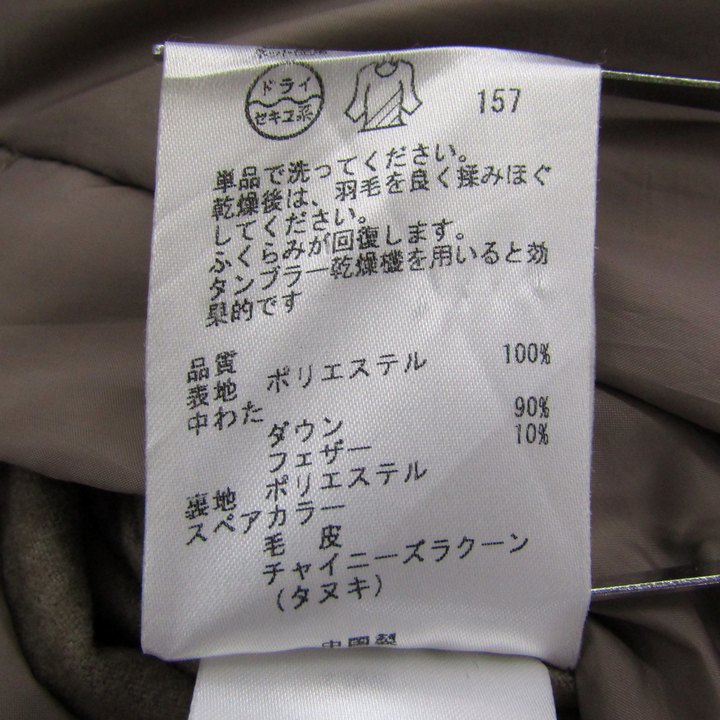 ドライ
セキユ系
157
単品で洗ってください。
乾燥後は、羽毛を良く揉みほぐ
してください。
ふくらみが回復します。
タンブラー乾燥機を用いると効
果的です
品質
表地 ポリエステル 100%
中わた
ダウン 90%
フェザー 10%
裏地 ポリエステル
スペアカラー
毛 皮
チャイニーズラクーン
(タヌキ)
中国製